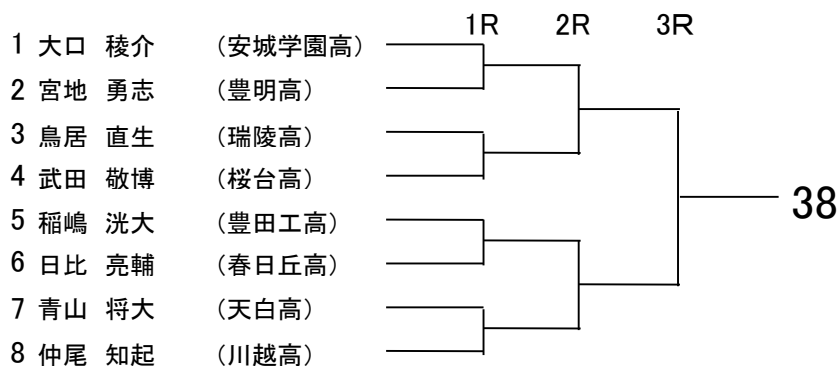 1R 2R 3R
1 大口 稜介 (安城学園高)
2 宮地 勇志 (豊明高)
3 鳥居 直生 (瑞陵高)
4 武田 敬博 (桜台高)
38
5 稲嶋 洸大 (豊田工高)
6 日比 亮輔 (春日丘高)
7 青山 将大 (天白高)
8 仲尾 知起 (川越高)